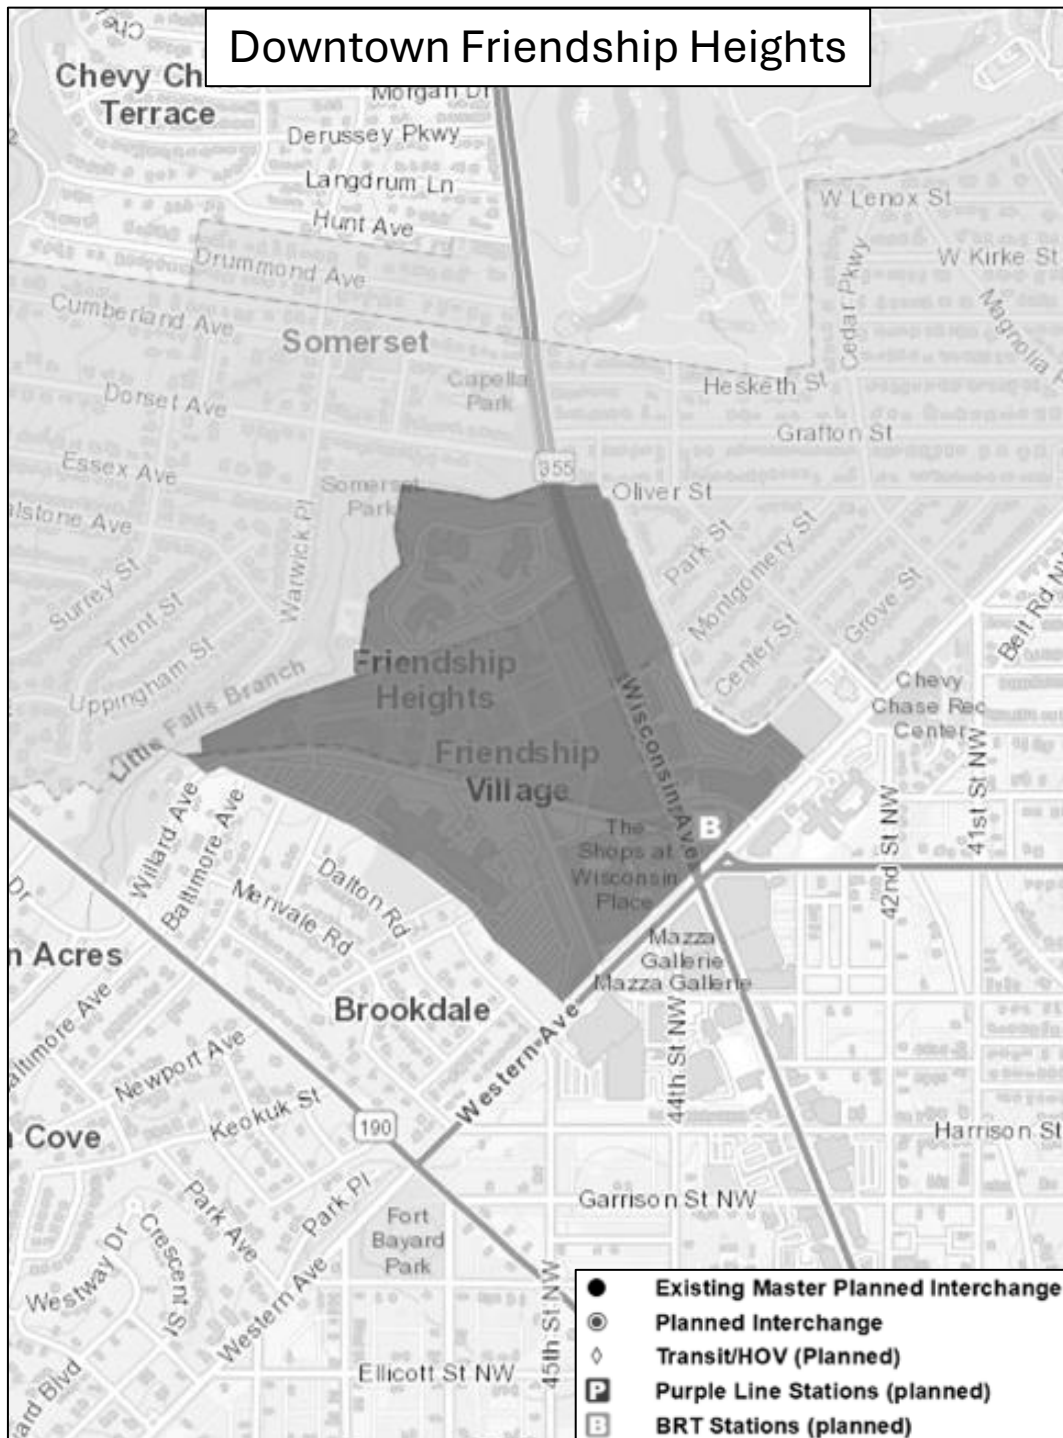 Downtown Friendship Heights
Chevy Ch
Terrace
Morgan Dr
Derussey Pkwy
Langdrum Ln
Hunt Ave
Drummond Ave
Cumberland Ave
Somerset
Capella
Park
Dorset Ave
Essex Ave
alstone Ave
Somerset
Park
Warwick Pl
Surrey St
Trent St
Uppingham St
Little Falls Branch
W Lenox St
W Kirke St
Cedar Pkwy
Magnolia P
Hesketh St
Grafton St
355
Oliver St
Park St
Montgomery St
Center St
Grove St
Belt Rd NW
Friendship
Heights
Friendship
Village
Wisconsin Ave
Chevy
Chase Rec
Center
41st St NW
42nd St NW
B
The
Shops at
Wisconsin
Place
Mazza
Gallerie
Mazza Gallerie
Willard Ave
Baltimore Ave
Merivale Rd
Dalton Rd
Dr
n Acres
Brookdale
Western Ave
44th St NW
altimore Ave
Newport Ave
Keokuk St
190
n Cove
Harrison St
Park Ave
Park Pl
Garrison St NW
Fort
Bayard
Park
Westway Dr
Crescent St
Western Ave
45th St NW
Ellicott St NW
ard Blvd
Existing Master Planned Interchange
Planned Interchange
Transit/HOV (Planned)
P Purple Line Stations (planned)
B BRT Stations (planned)